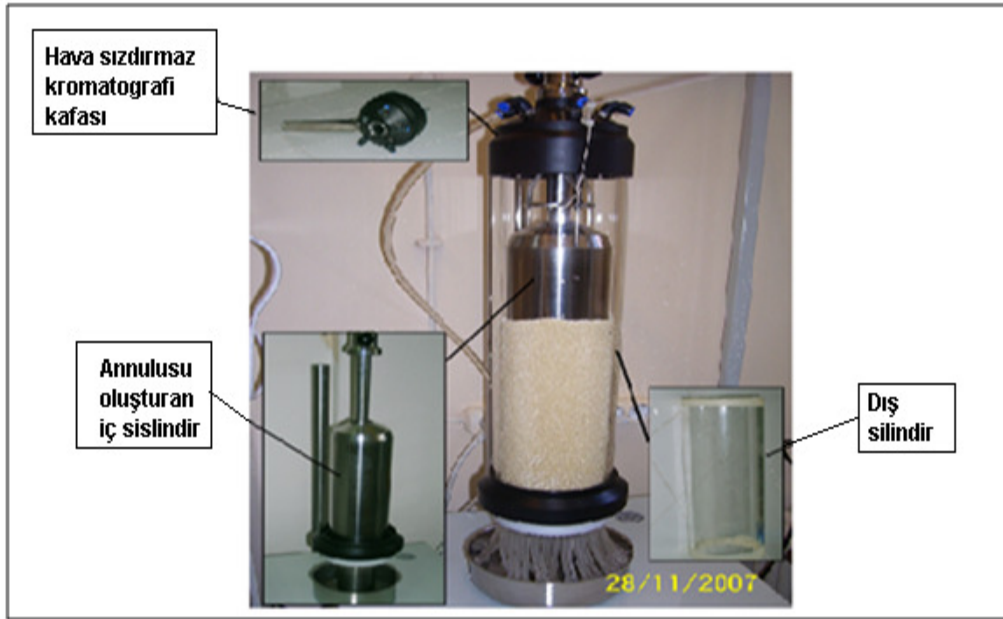 Hava sızdırmaz
kromatografi
kafası
Annulusu
oluşturan
iç sislindir
Dış
silindir
28/11/2007